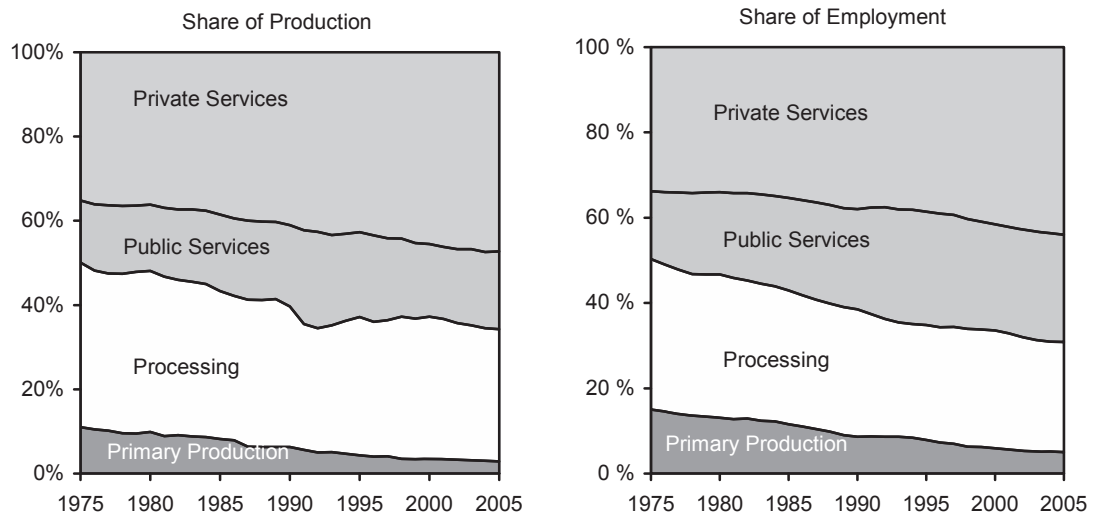 Share of Production
100%
80%
60%
40%
20%
0%
Private Services
Public Services
Processing
Primary Production
1975 1980 1985 1990 1995 2000 2005
Share of Employment
100 %
80 %
60 %
40 %
20 %
0 %
Private Services
Public Services
Processing
Primary Production
1975 1980 1985 1990 1995 2000 2005